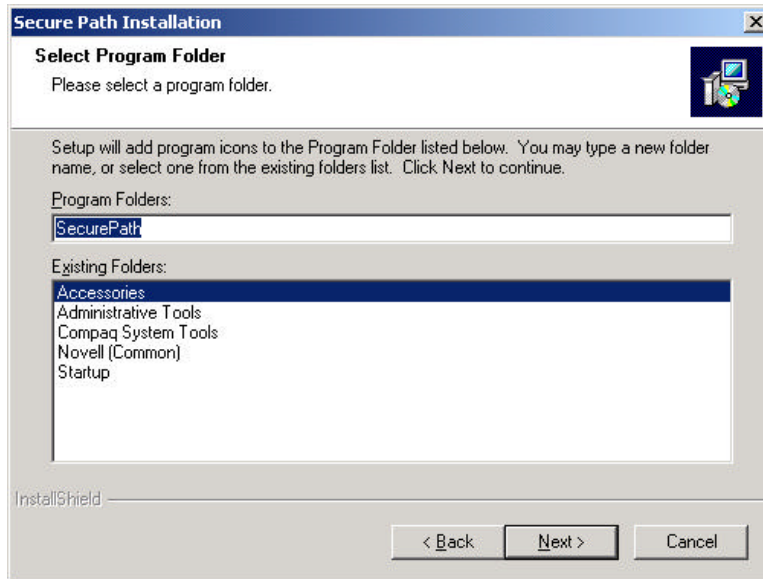 Secure Path Installation
Select Program Folder
Please select a program folder.
Setup will add program icons to the Program Folder listed below. You may type a new folder
name, or select one from the existing folders list. Click Next to continue.
Program Folders:
SecurePath
Existing Folders:
Accessories
Administrative Tools
Compaq System Tools
Novell (Common)
Startup
InstallShield
< Back Next > Cancel